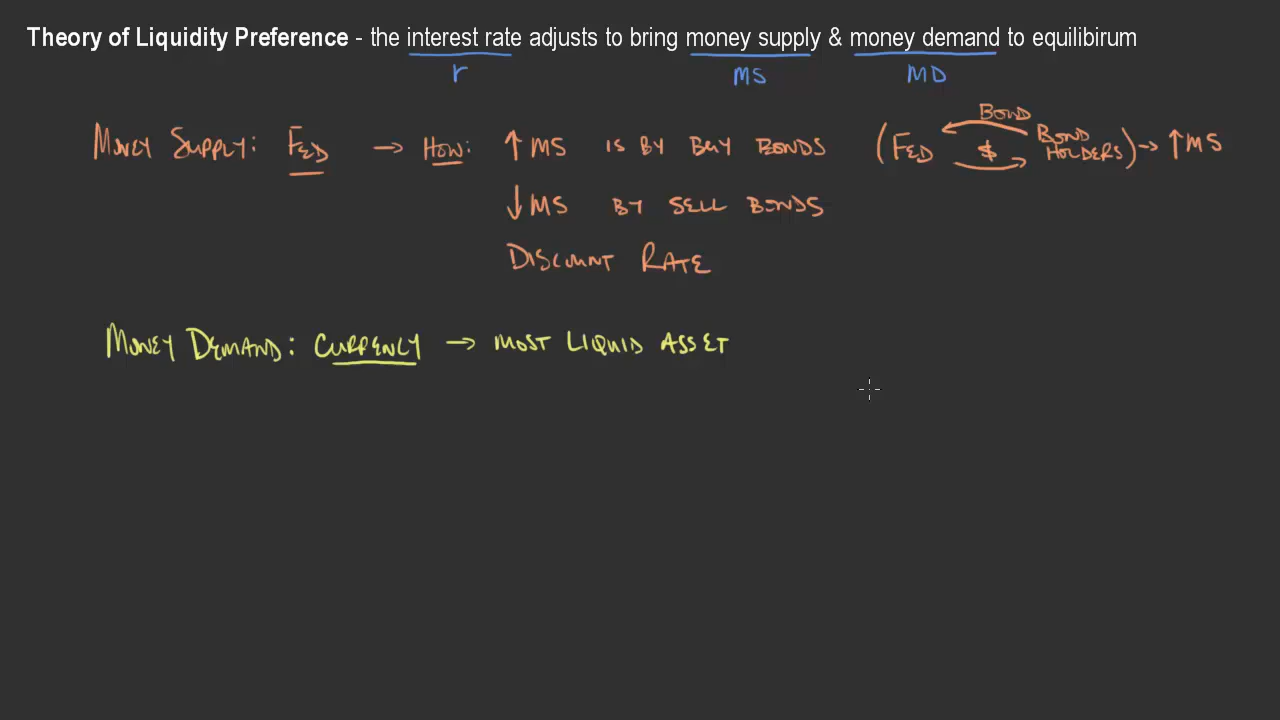 Theory of Liquidity Preference - the interest rate adjusts to bring money supply & money demand to equilibirum
r MS MD
MONEY SUPPLY: FED → HOW: ↑ MS IS BY BUY BONDS (FED $ BOND BOND HOLDERS) → ↑ MS
↓ MS BY SELL BONDS
DISCOUNT RATE
MONEY DEMAND: CURRENCY → MOST LIQUID ASSET